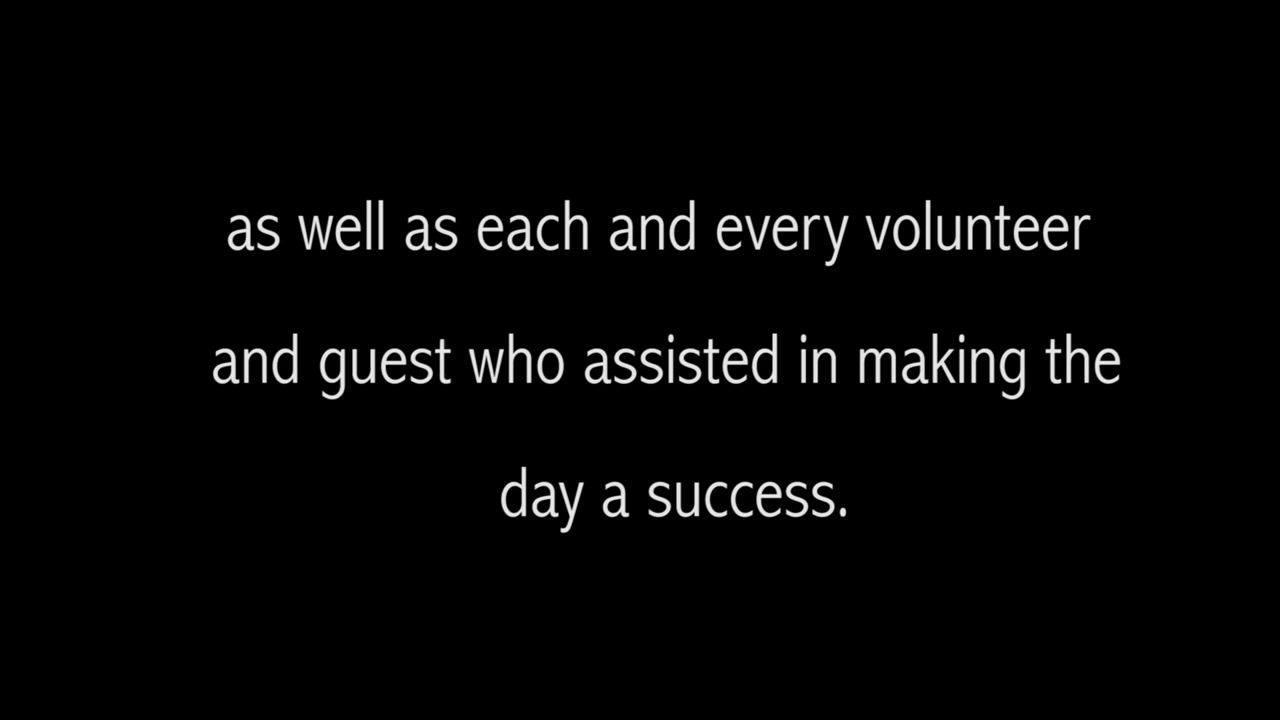 as well as each and every volunteer
and guest who assisted in making the
day a success.